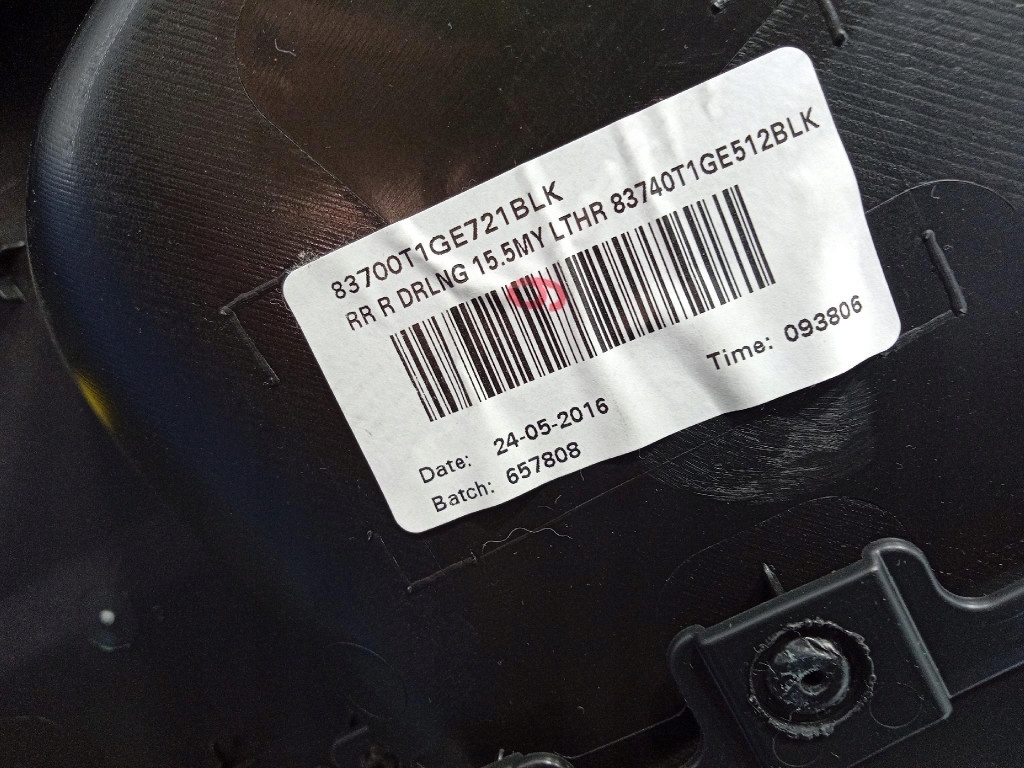 83700T1GE721BLK
RR R DRLNG 15.5MY LTHR 83740T1GE512BLK
Time: 093806
Date: 24-05-2016
Batch: 657808